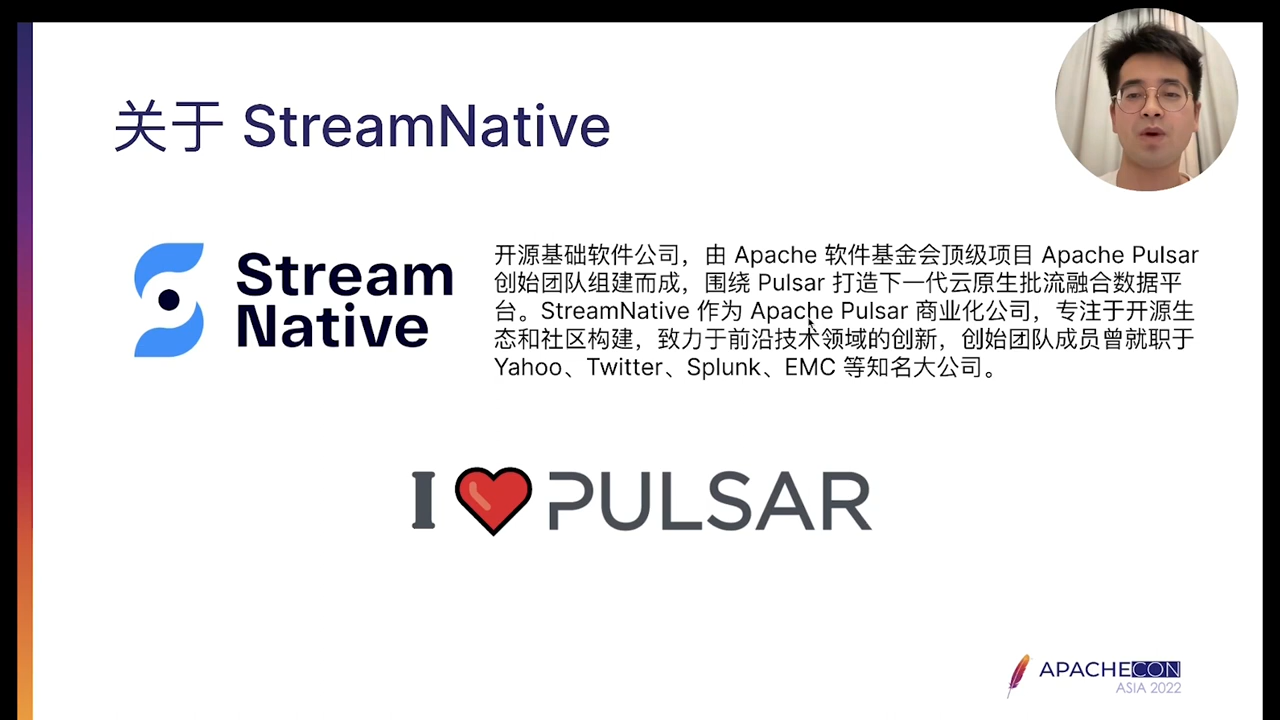 关于 StreamNative
Stream
Native
开源基础软件公司，由 Apache 软件基金会顶级项目 Apache Pulsar
创始团队组建而成，围绕 Pulsar 打造下一代云原生批流融合数据平
台。StreamNative 作为 Apache Pulsar 商业化公司，专注于开源生
态和社区构建，致力于前沿技术领域的创新，创始团队成员曾就职于
Yahoo、Twitter、Splunk、EMC 等知名大公司。
I ❤ PULSAR
APACHECON
ASIA 2022